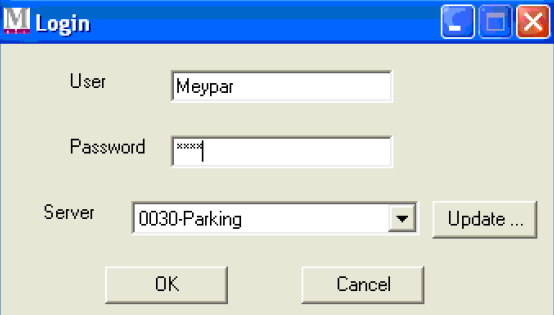 M Login
User Meypar
Password ****
Server 0030-Parking Update ...
OK Cancel